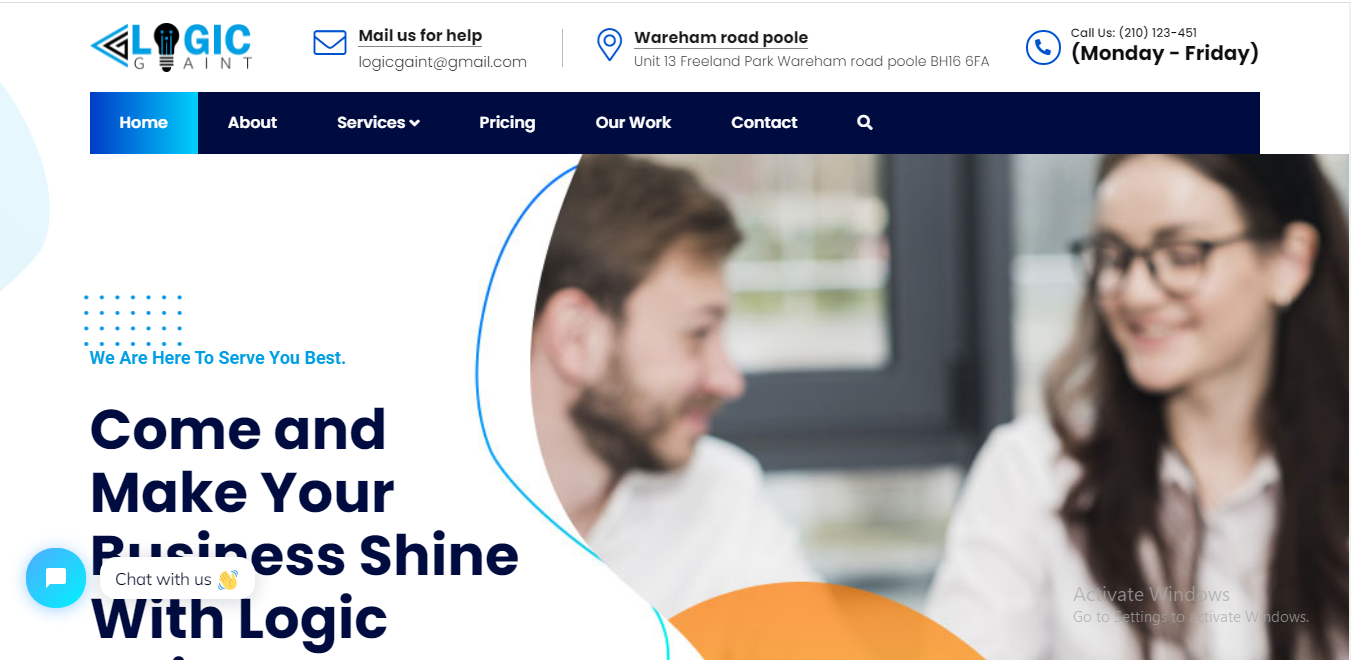 LOGIC
GAINT
Mail us for help
logicgaint@gmail.com
Wareham road poole
Unit 13 Freeland Park Wareham road poole BH16 6FA
Call Us: (210) 123-451
(Monday - Friday)
Home About Services Pricing Our Work Contact
We Are Here To Serve You Best.
Come and
Make Your
Business Shine
Chat with us 👋
With Logic
Activate Windows
Go to Settings to activate Windows.